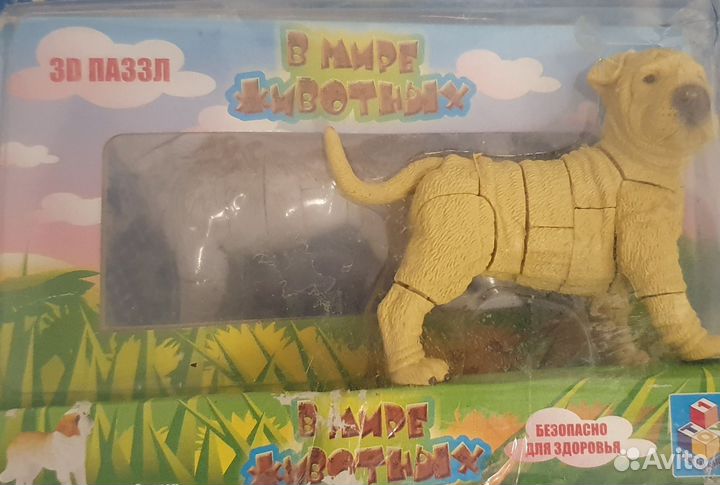 3D ПАЗЗЛ
В МИРЕ
ЖИВОТНЫХ
В МИРЕ
ЖИВОТНЫХ
БЕЗОПАСНО
ДЛЯ ЗДОРОВЬЯ
Avito